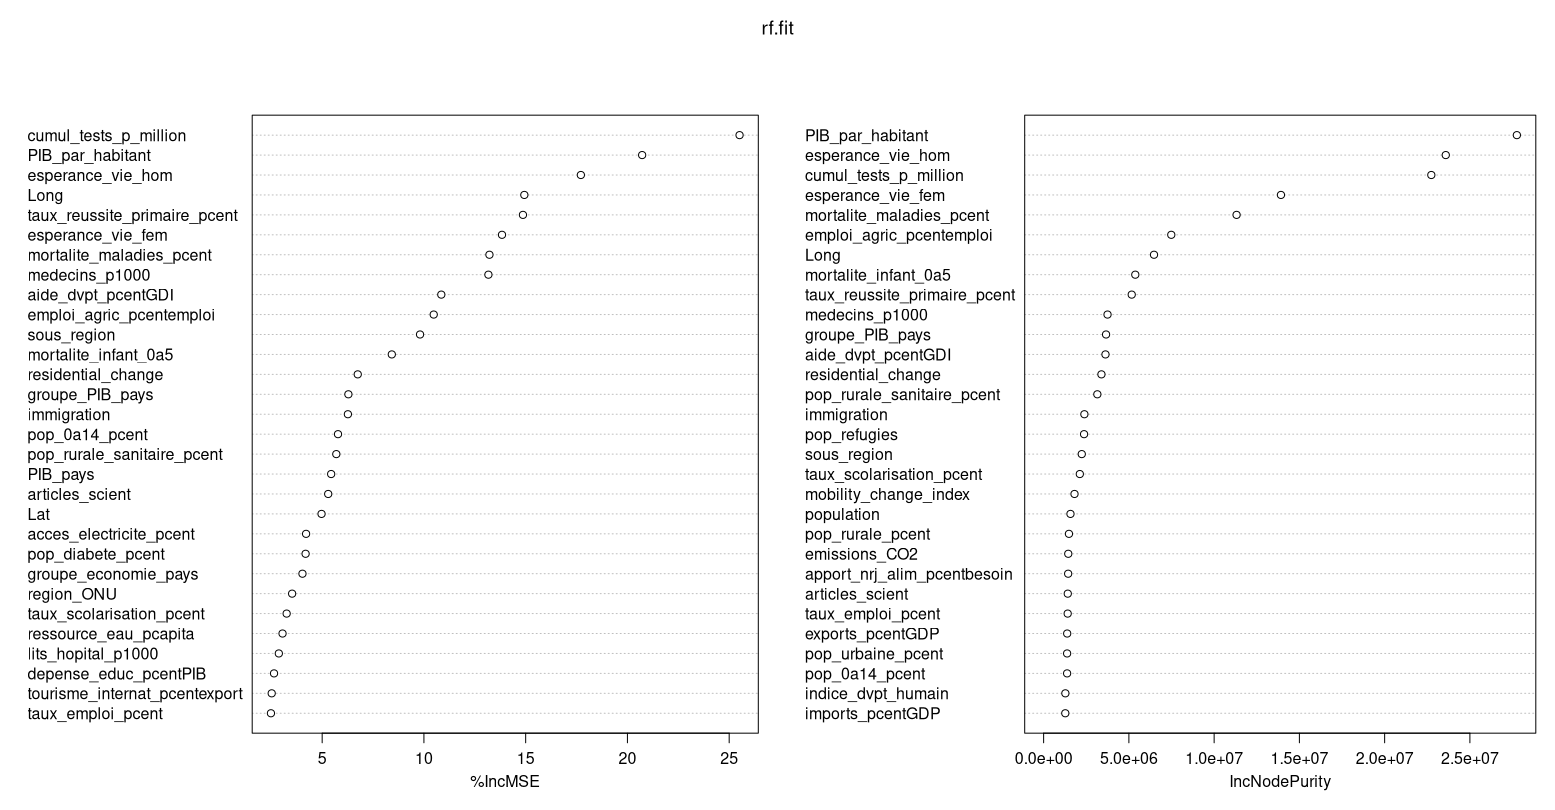 rf.fit
cumul_tests_p_million
PIB_par_habitant
esperance_vie_hom
Long
taux_reussite_primaire_pcent
esperance_vie_fem
mortalite_maladies_pcent
medecins_p1000
aide_dvpt_pcentGDI
emploi_agric_pcentemploi
sous_region
mortalite_infant_0a5
residential_change
groupe_PIB_pays
immigration
pop_0a14_pcent
pop_rurale_sanitaire_pcent
PIB_pays
articles_scient
Lat
acces_electricite_pcent
pop_diabete_pcent
groupe_economie_pays
region_ONU
taux_scolarisation_pcent
ressource_eau_pcapita
lits_hopital_p1000
depense_educ_pcentPIB
tourisme_internat_pcentexport
taux_emploi_pcent
5 10 15 20 25
%IncMSE
PIB_par_habitant
esperance_vie_hom
cumul_tests_p_million
esperance_vie_fem
mortalite_maladies_pcent
emploi_agric_pcentemploi
Long
mortalite_infant_0a5
taux_reussite_primaire_pcent
medecins_p1000
groupe_PIB_pays
aide_dvpt_pcentGDI
residential_change
pop_rurale_sanitaire_pcent
immigration
pop_refugies
sous_region
taux_scolarisation_pcent
mobility_change_index
population
pop_rurale_pcent
emissions_CO2
apport_nrj_alim_pcentbesoin
articles_scient
taux_emploi_pcent
exports_pcentGDP
pop_urbaine_pcent
pop_0a14_pcent
indice_dvpt_humain
imports_pcentGDP
0.0e+00 5.0e+06 1.0e+07 1.5e+07 2.0e+07 2.5e+07
IncNodePurity